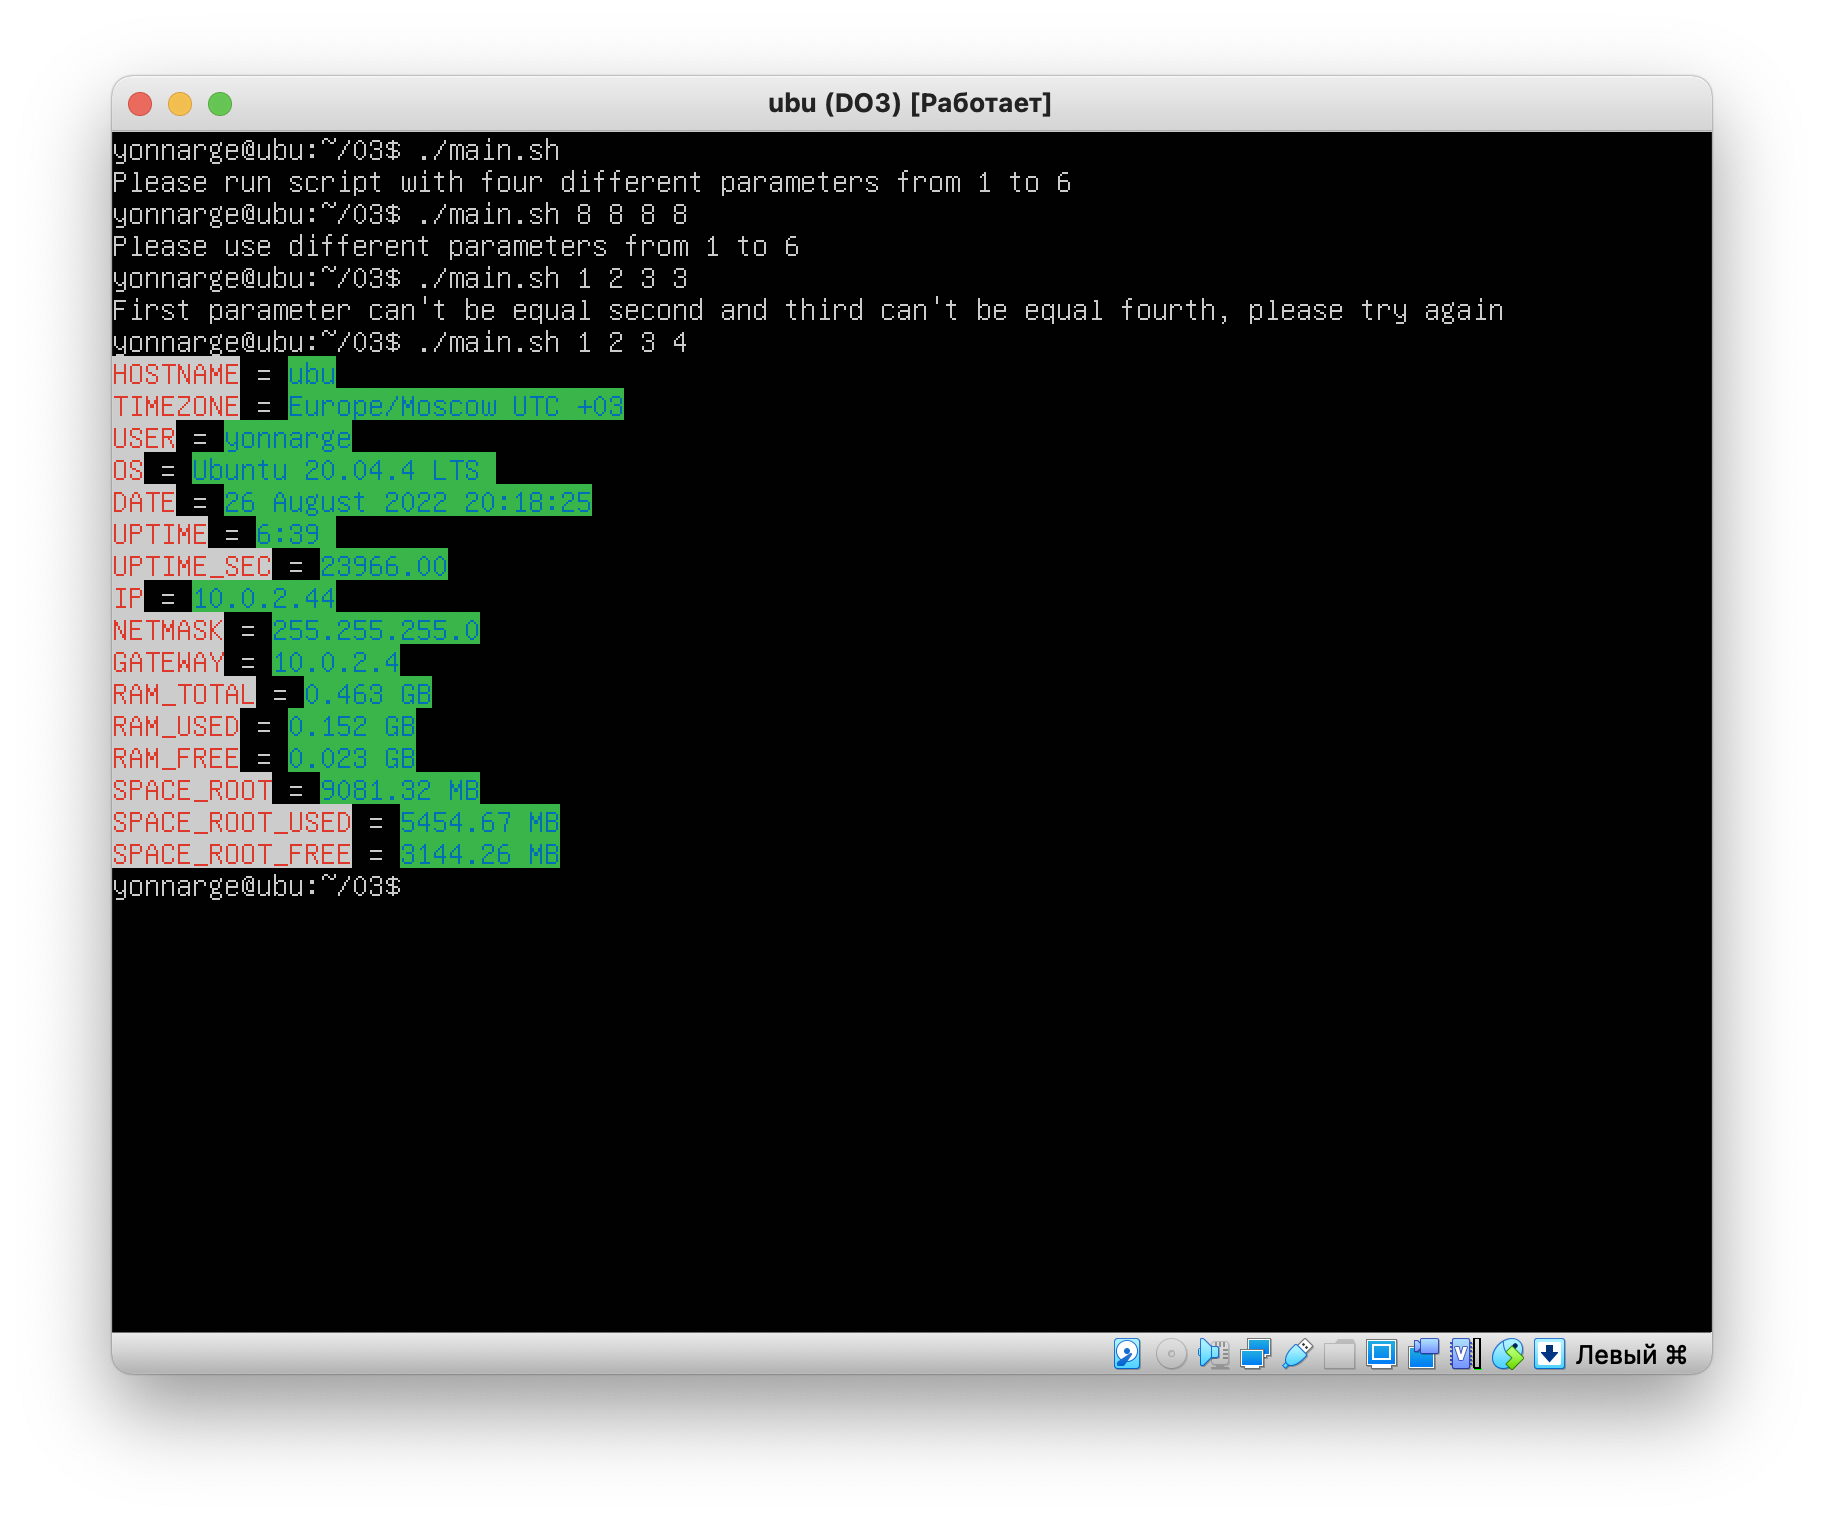 ubu (DO3) [Работает]
yonnarge@ubu:~/03$ ./main.sh
Please run script with four different parameters from 1 to 6
yonnarge@ubu:~/03$ ./main.sh 8 8 8 8
Please use different parameters from 1 to 6
yonnarge@ubu:~/03$ ./main.sh 1 2 3 3
First parameter can't be equal second and third can't be equal fourth, please try again
yonnarge@ubu:~/03$ ./main.sh 1 2 3 4
HOSTNAME = ubu
TIMEZONE = Europe/Moscow UTC +03
USER = yonnarge
OS = Ubuntu 20.04.4 LTS
DATE = 26 August 2022 20:18:25
UPTIME = 6:39
UPTIME_SEC = 23966.00
IP = 10.0.2.44
NETMASK = 255.255.255.0
GATEWAY = 10.0.2.4
RAM_TOTAL = 0.463 GB
RAM_USED = 0.152 GB
RAM_FREE = 0.023 GB
SPACE_ROOT = 9081.32 MB
SPACE_ROOT_USED = 5454.67 MB
SPACE_ROOT_FREE = 3144.26 MB
yonnarge@ubu:~/03$
Левый ⌘